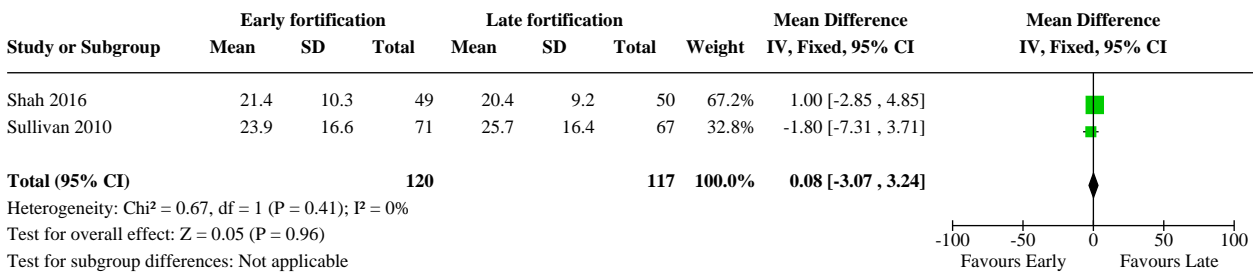 Early fortification Late fortification Mean Difference Mean Difference
Study or Subgroup Mean SD Total Mean SD Total Weight IV, Fixed, 95% CI IV, Fixed, 95% CI
Shah 2016 21.4 10.3 49 20.4 9.2 50 67.2% 1.00 [-2.85 , 4.85]
Sullivan 2010 23.9 16.6 71 25.7 16.4 67 32.8% -1.80 [-7.31 , 3.71]
Total (95% CI) 120 117 100.0% 0.08 [-3.07 , 3.24]
Heterogeneity: Chi² = 0.67, df = 1 (P = 0.41); I² = 0%
Test for overall effect: Z = 0.05 (P = 0.96)
-100 -50 0 50 100
Test for subgroup differences: Not applicable Favours Early Favours Late